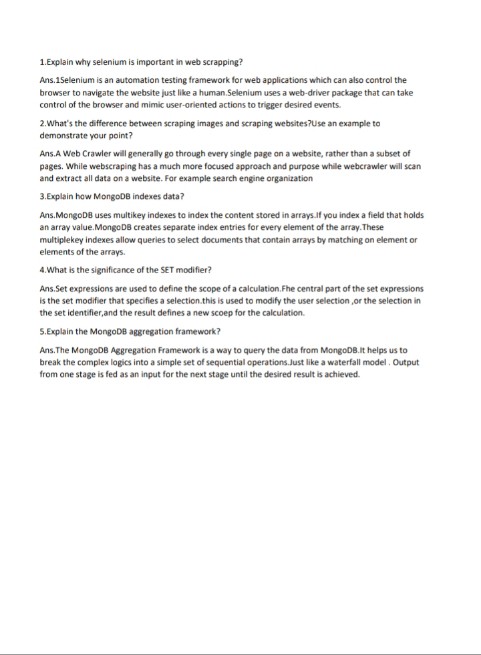 1.Explain why selenium is important in web scrapping?
Ans.1Selenium is an automation testing framework for web applications which can also control the
browser to navigate the website just like a human.Selenium uses a web-driver package that can take
control of the browser and mimic user-oriented actions to trigger desired events.
2.What's the difference between scraping images and scraping websites?Use an example to
demonstrate your point?
Ans.A Web Crawler will generally go through every single page on a website, rather than a subset of
pages. While webscraping has a much more focused approach and purpose while webcrawler will scan
and extract all data on a website. For example search engine organization
3.Explain how MongoDB indexes data?
Ans.MongoDB uses multikey indexes to index the content stored in arrays.If you index a field that holds
an array value.MongoDB creates separate index entries for every element of the array.These
multiplekey indexes allow queries to select documents that contain arrays by matching on element or
elements of the arrays.
4.What is the significance of the SET modifier?
Ans.Set expressions are used to define the scope of a calculation.Fhe central part of the set expressions
is the set modifier that specifies a selection.this is used to modify the user selection ,or the selection in
the set identifier,and the result defines a new scoep for the calculation.
5.Explain the MongoDB aggregation framework?
Ans.The MongoDB Aggregation Framework is a way to query the data from MongoDB.It helps us to
break the complex logics into a simple set of sequential operations.Just like a waterfall model . Output
from one stage is fed as an input for the next stage until the desired result is achieved.